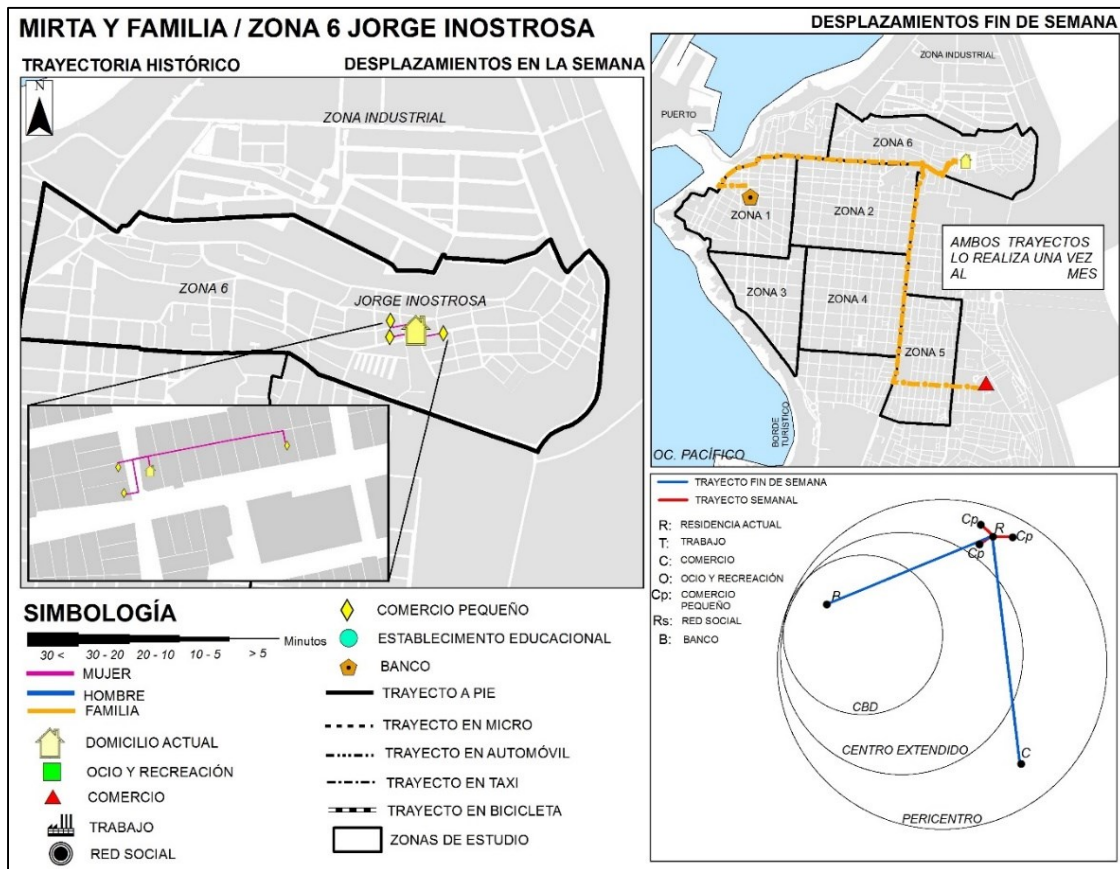 MIRTA Y FAMILIA / ZONA 6 JORGE INOSTROSA
TRAYECTORIA HISTÓRICO
DESPLAZAMIENTOS EN LA SEMANA
N
ZONA INDUSTRIAL
ZONA 6
JORGE INOSTROSA
DESPLAZAMIENTOS FIN DE SEMANA
ZONA INDUSTRIAL
PUERTO
ZONA 6
ZONA 1
ZONA 2
AMBOS TRAYECTOS
LO REALIZA UNA VEZ
AL MES
ZONA 3
ZONA 4
ZONA 5
BORDE
TURÍSTICO
OC. PACÍFICO
SIMBOLOGÍA
Minutos
30 <
30 - 20
20 - 10
10 - 5
> 5
MUJER
HOMBRE
FAMILIA
DOMICILIO ACTUAL
OCIO Y RECREACIÓN
COMERCIO
TRABAJO
RED SOCIAL
COMERCIO PEQUEÑO
ESTABLECIMENTO EDUCACIONAL
BANCO
TRAYECTO A PIE
TRAYECTO EN MICRO
TRAYECTO EN AUTOMÓVIL
TRAYECTO EN TAXI
TRAYECTO EN BICICLETA
ZONAS DE ESTUDIO
TRAYECTO FIN DE SEMANA
TRAYECTO SEMANAL
R: RESIDENCIA ACTUAL
T: TRABAJO
C: COMERCIO
O: OCIO Y RECREACIÓN
Cp: COMERCIO
PEQUEÑO
Rs: RED SOCIAL
B: BANCO
Cp
R
Cp
Cp
B
CBD
C
CENTRO EXTENDIDO
PERICENTRO